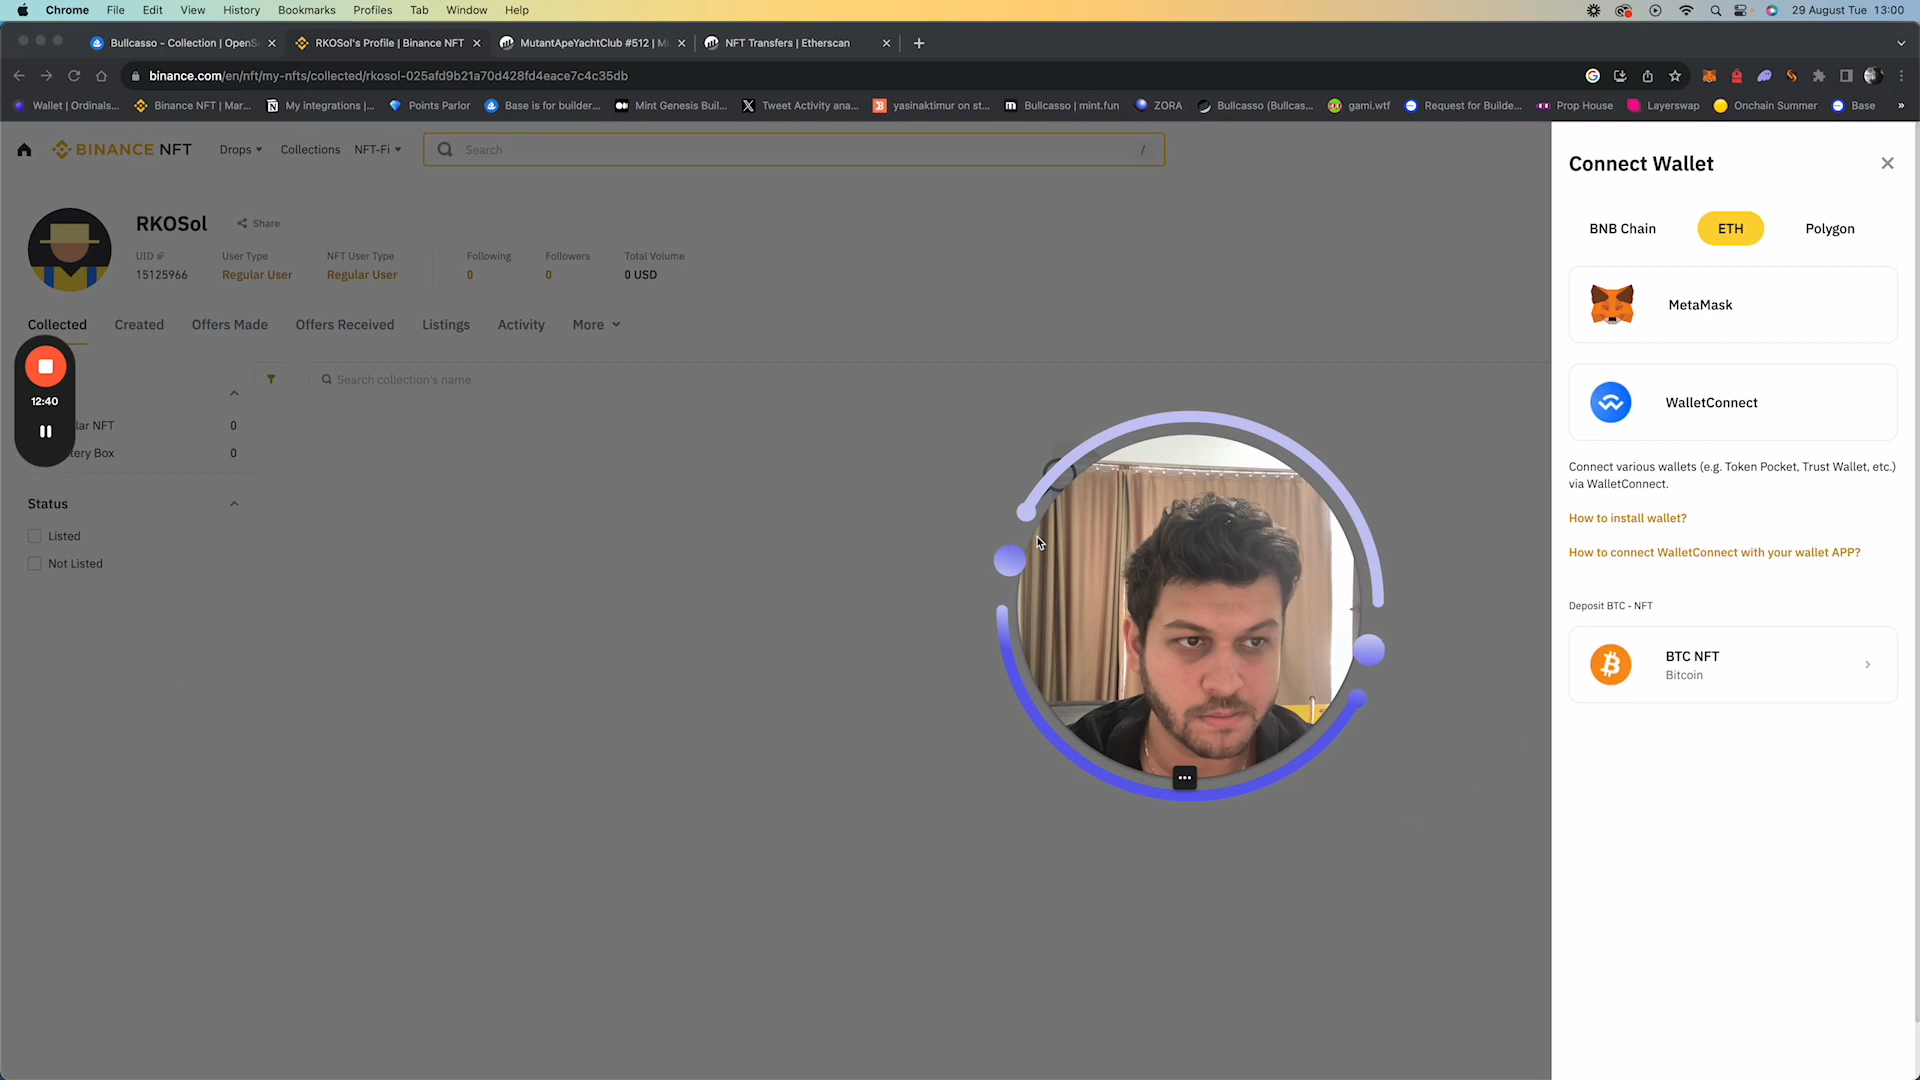 Chrome File Edit View History Bookmarks Profiles Tab Window Help 29 August Tue 13:00
Bullcasso - Collection | OpenS RKOSol's Profile | Binance NFT MutantApeYachtClub #512 | M NFT Transfers | Etherscan
binance.com/en/nft/my-nfts/collected/rkosol-025afd9b21a70d428fd4eace7c4c35db
Wallet | Ordinals... Binance NFT | Mar... My integrations |... Points Parlor Base is for builder... Mint Genesis Buil... Tweet Activity ana... yasinaktimur on st... Bullcasso | mint.fun ZORA Bullcasso (Bullcas... gami.wtf Request for Builde... Prop House Layerswap Onchain Summer Base »
BINANCE NFT Drops Collections NFT-Fi Search /
RKOSol Share
UID User Type NFT User Type Following Followers Total Volume
15125966 Regular User Regular User 0 0 0 USD
Collected Created Offers Made Offers Received Listings Activity More
Search collection's name
12:40
lar NFT 0
tery Box 0
Status
Listed
Not Listed
Connect Wallet
BNB Chain ETH Polygon
MetaMask
WalletConnect
Connect various wallets (e.g. Token Pocket, Trust Wallet, etc.)
via WalletConnect.
How to install wallet?
How to connect WalletConnect with your wallet APP?
Deposit BTC - NFT
BTC NFT
Bitcoin